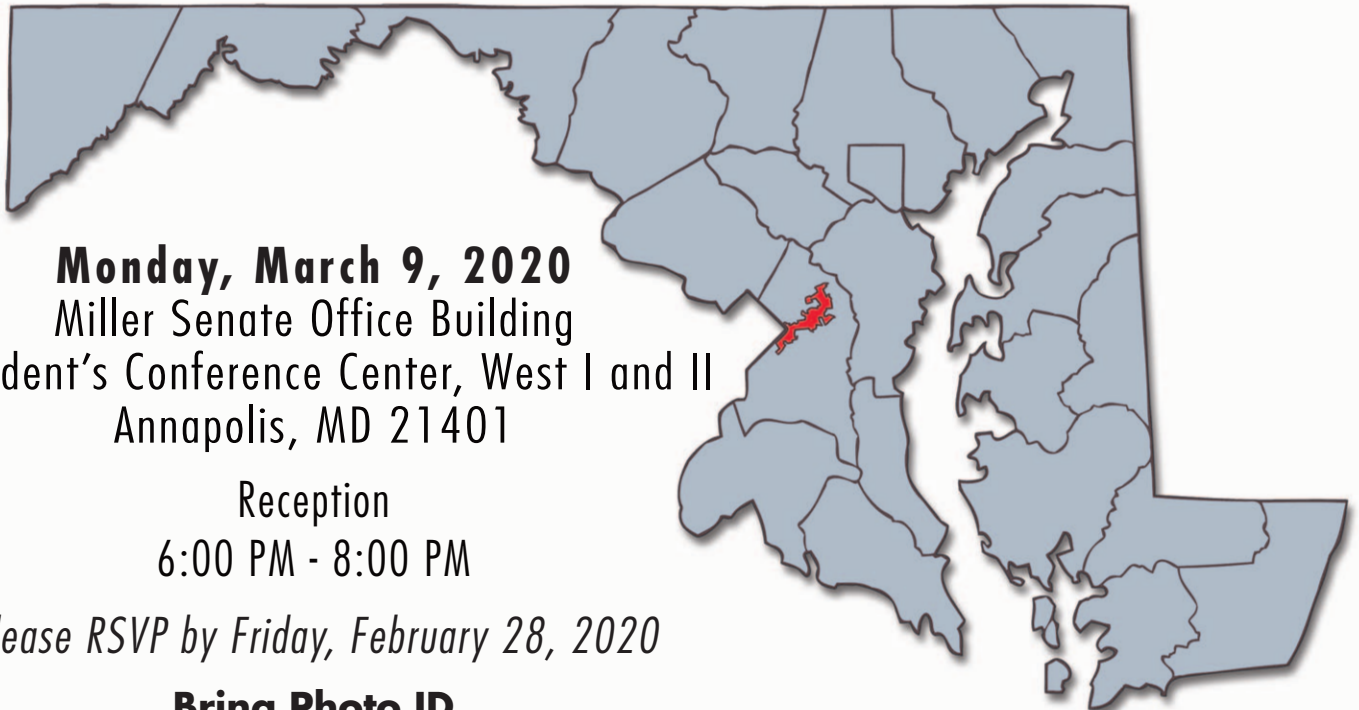 Monday, March 9, 2020
Miller Senate Office Building
dent's Conference Center, West I and II
Annapolis, MD 21401
Reception
6:00 PM - 8:00 PM
lease RSVP by Friday, February 28, 2020
Bring Photo ID